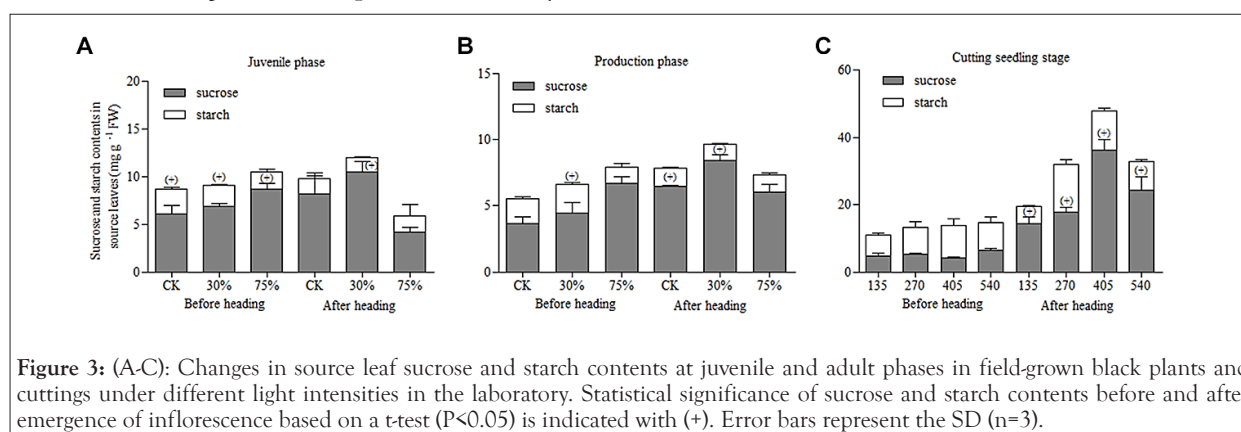 A
Juvenile phase
sucrose
starch
Sucrose and starch contents in
source leaves (mg g ⁻¹ FW)
20
15
10
5
0
(+)
(+)
(+)
(+)
CK 30% 75% CK 30% 75%
Before heading After heading
B
Production phase
sucrose
starch
15
10
5
0
(+)
(+)
(+)
CK 30% 75% CK 30% 75%
Before heading After heading
C
Cutting seedling stage
sucrose
starch
60
40
20
0
(+)
(+)
(+)
(+)
135 270 405 540 135 270 405 540
Before heading After heading
Figure 3: (A-C): Changes in source leaf sucrose and starch contents at juvenile and adult phases in field-grown black plants and
cuttings under different light intensities in the laboratory. Statistical significance of sucrose and starch contents before and after
emergence of inflorescence based on a t-test (P<0.05) is indicated with (+). Error bars represent the SD (n=3).